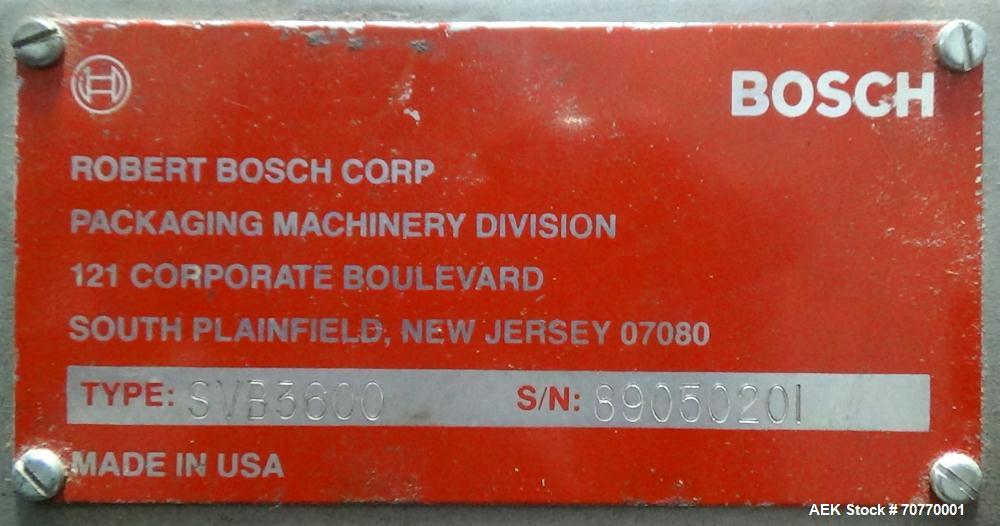 BOSCH
ROBERT BOSCH CORP
PACKAGING MACHINERY DIVISION
121 CORPORATE BOULEVARD
SOUTH PLAINFIELD, NEW JERSEY 07080
TYPE: SVB3600 S/N:
MADE IN USA
AEK Stock # 70770001